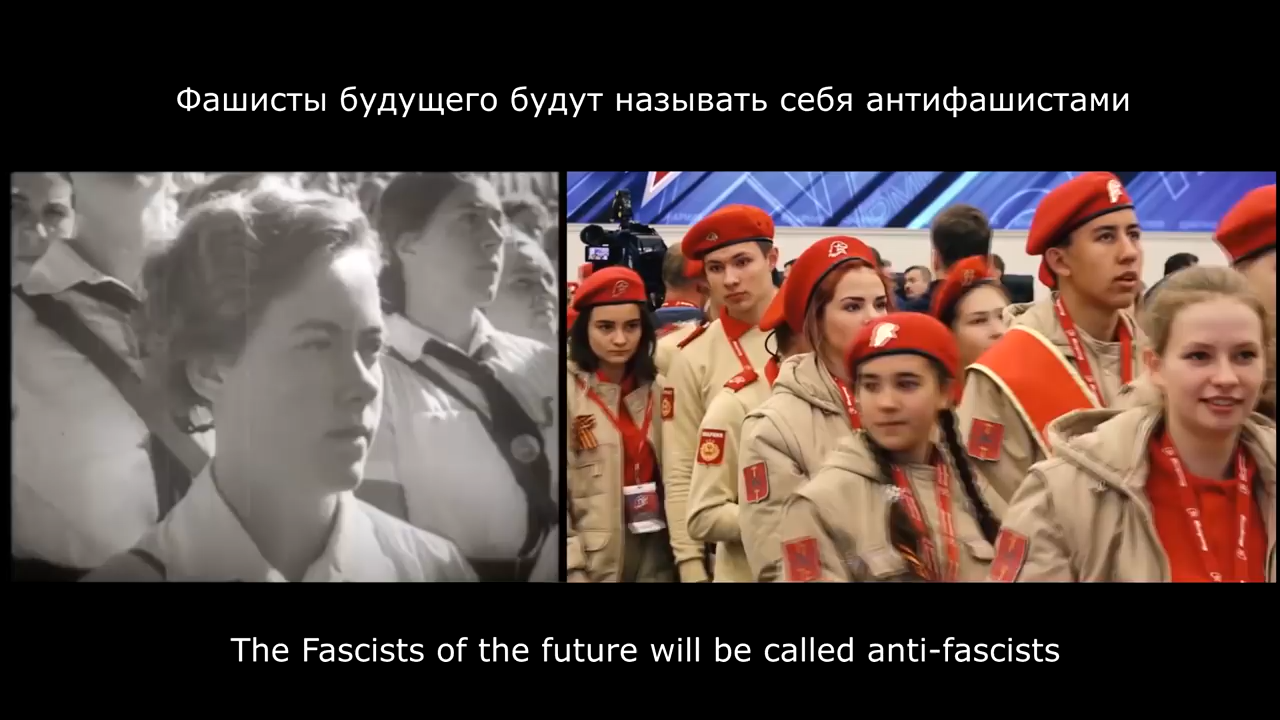 Фашисты будущего будут называть себя антифашистами
The Fascists of the future will be called anti-fascists